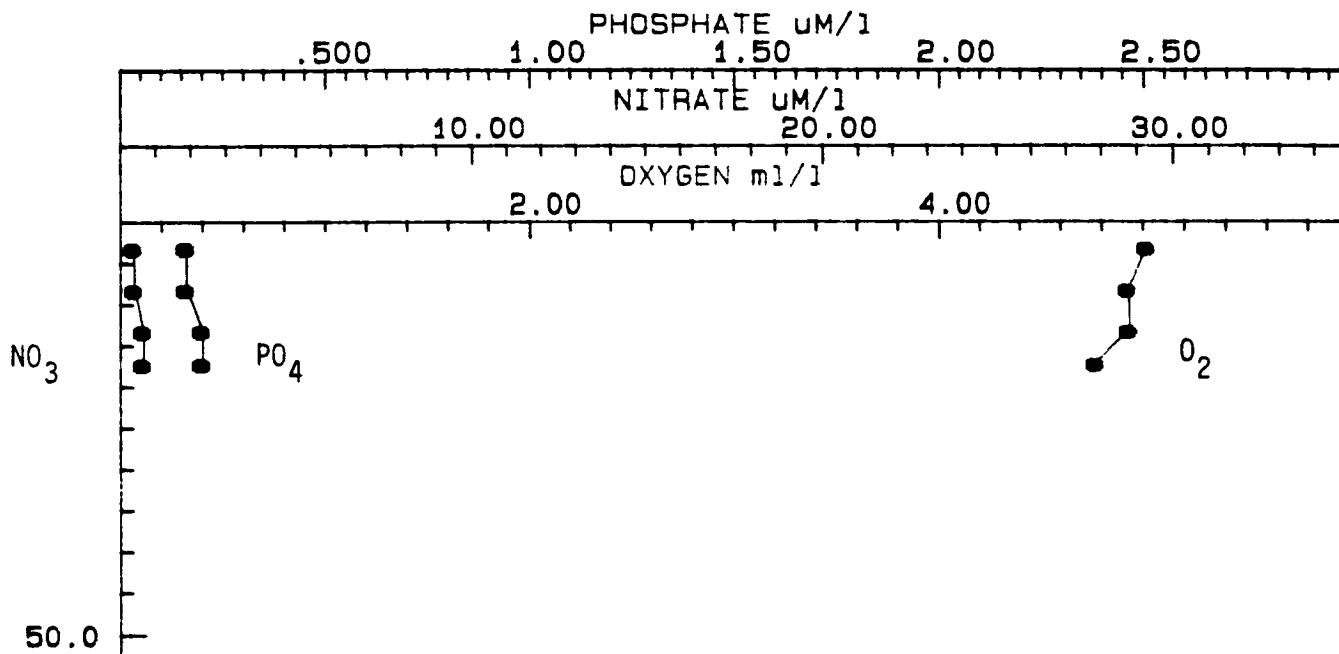 PHOSPHATE uM/l
.500 1.00 1.50 2.00 2.50
NITRATE uM/l
10.00 20.00 30.00
OXYGEN ml/l
2.00 4.00
NO3 PO4 O2
50.0